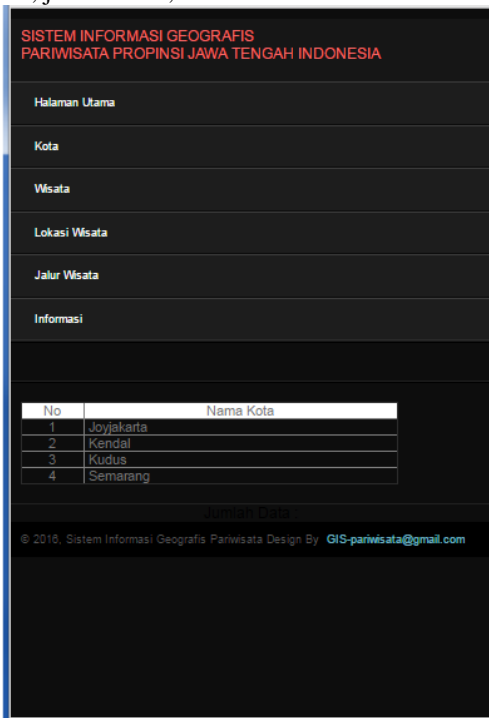 SISTEM INFORMASI GEOGRAFIS
PARIWISATA PROPINSI JAWA TENGAH INDONESIA
Halaman Utama
Kota
Wisata
Lokasi Wisata
Jalur Wisata
Informasi
No Nama Kota
1 Joyjakarta
2 Kendal
3 Kudus
4 Semarang
Jumlah Data :
© 2016, Sistem Informasi Geografis Pariwisata Design By GIS-pariwisata@gmail.com